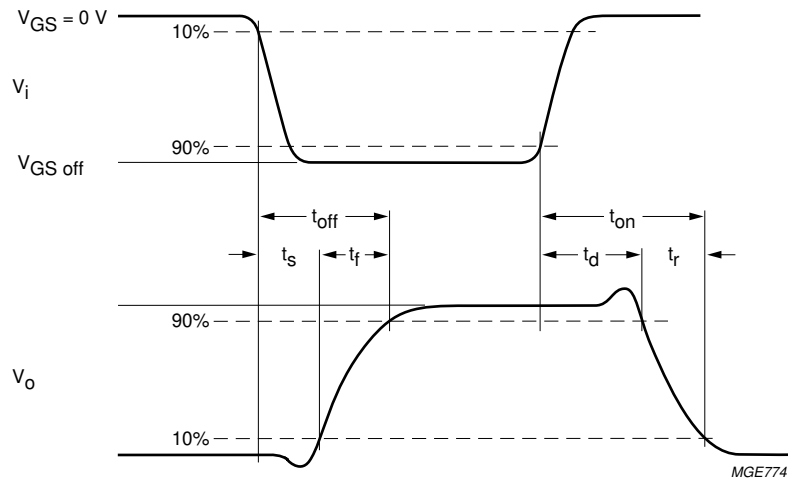 V_GS = 0 V
10%
V_i
90%
V_GS off
t_off
t_on
t_s
t_f
t_d
t_r
90%
V_o
10%
MGE774